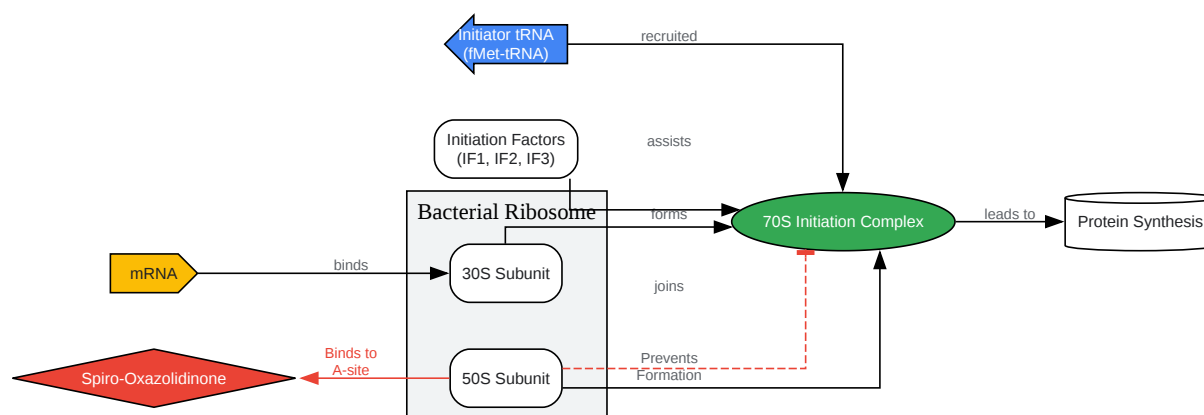 Initiator tRNA
(fMet-tRNA)
recruited
Initiation Factors
(IF1, IF2, IF3)
assists
Bacterial Ribosome
forms
70S Initiation Complex
leads to
Protein Synthesis
mRNA
binds
30S Subunit
joins
Spiro-Oxazolidinone
Binds to
A-site
50S Subunit
Prevents
Formation